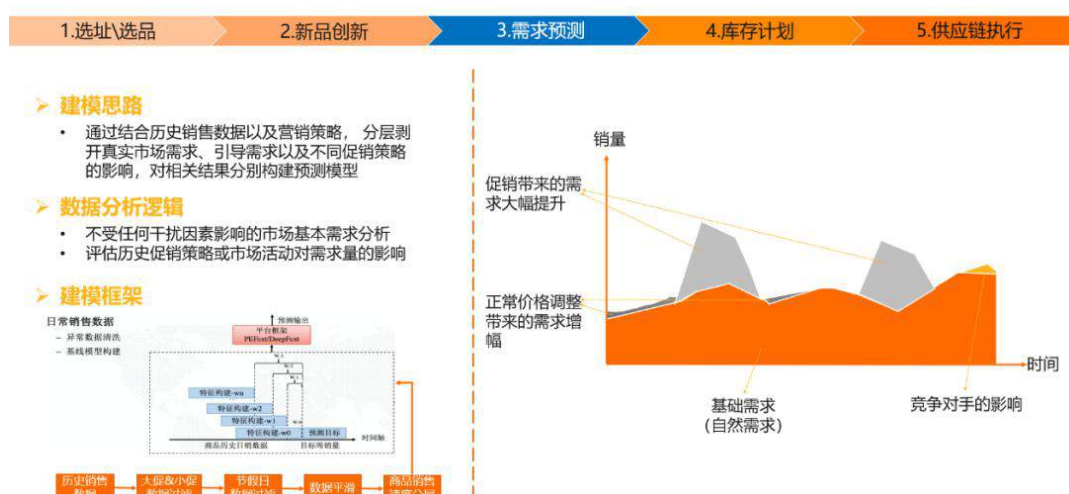 1.选址\选品
2.新品创新
3.需求预测
4.库存计划
5.供应链执行
建模思路
通过结合历史销售数据以及营销策略， 分层剥
开真实市场需求、引导需求以及不同促销策略
的影响，对相关结果分别构建预测模型
数据分析逻辑
不受任何干扰因素影响的市场基本需求分析
评估历史促销策略或市场活动对需求量的影响
建模框架
日常销售数据
– 异常数据清洗
– 基线模型构建
预测输出
平台框架
PEFcst/DeepFcst
特征构建-wn
特征构建-w2
特征构建-w1
特征构建-w0
预测目标
时间轴
商品历史日销数据
目标周销量
历史销售
数据
大促&小促
数据过滤
节假日
数据过滤
数据平滑
商品销售
销量
促销带来的需
求大幅提升
正常价格调整
带来的需求增
幅
时间
基础需求
(自然需求)
竞争对手的影响